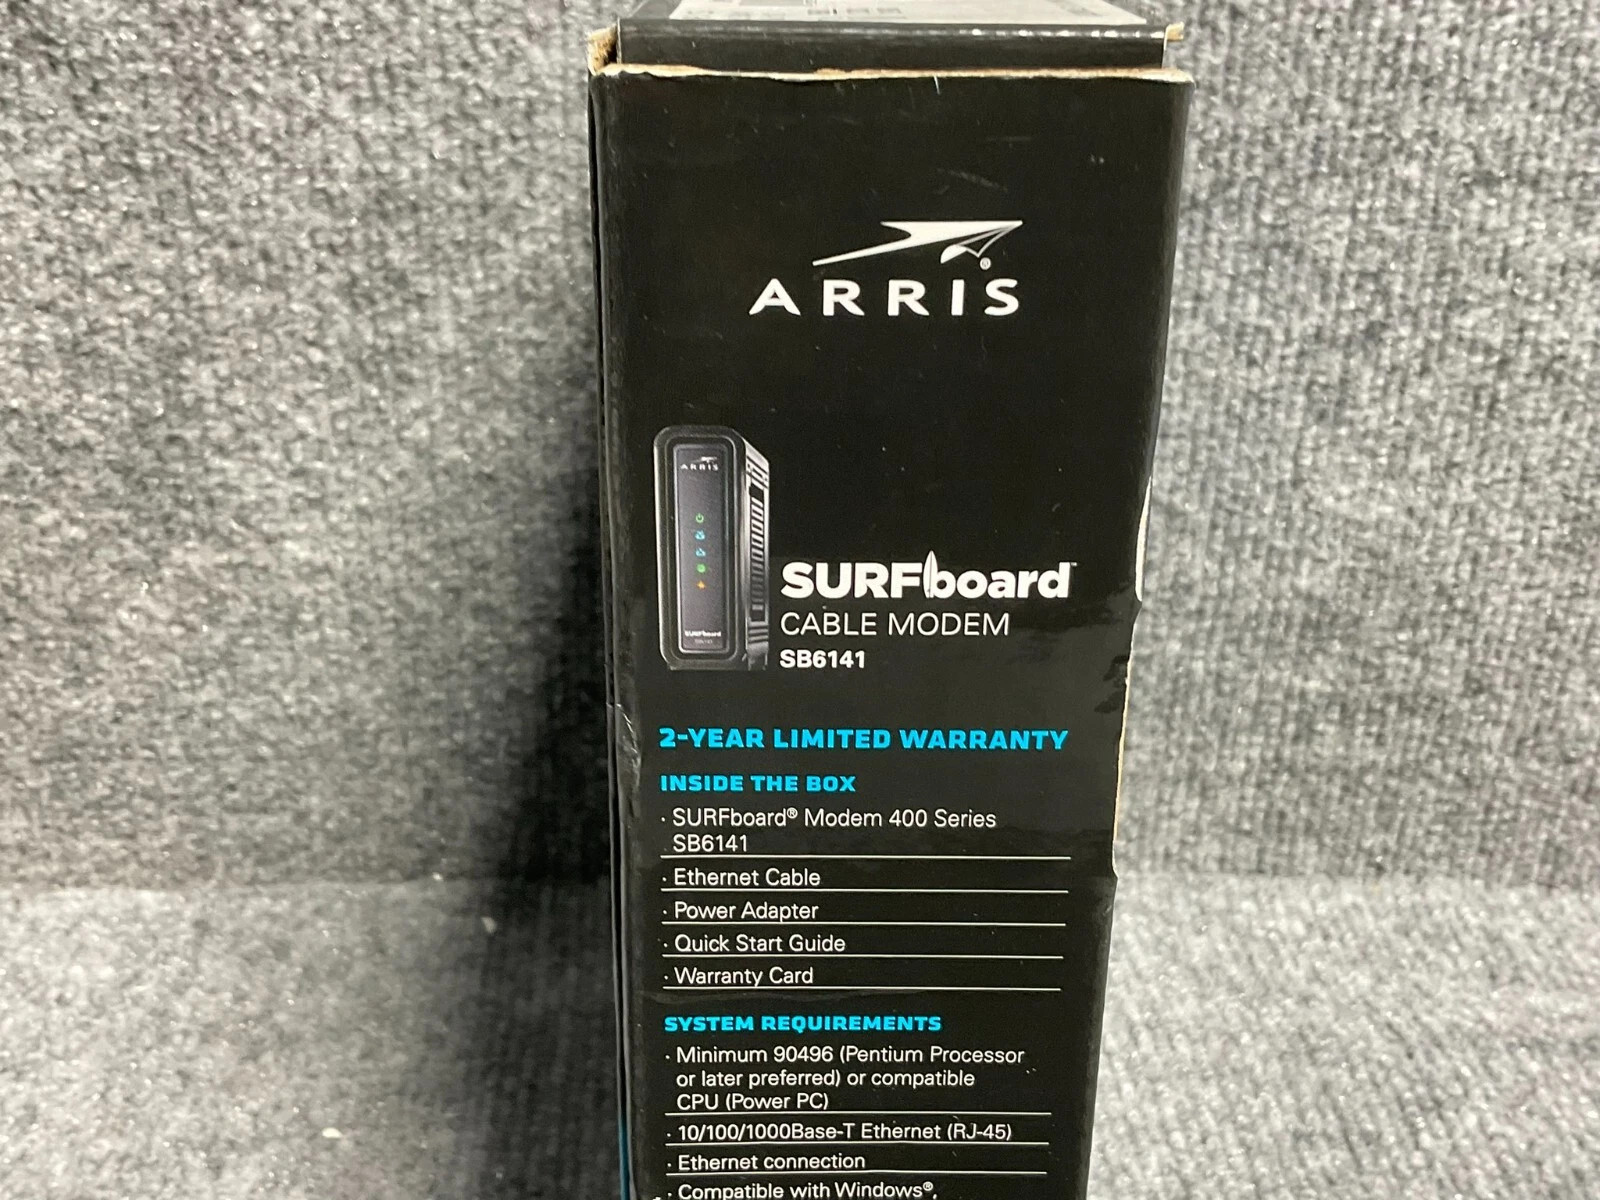 ARRIS
ARRIS
SURFboard™
CABLE MODEM
SB6141
2-YEAR LIMITED WARRANTY
INSIDE THE BOX
· SURFboard® Modem 400 Series
SB6141
· Ethernet Cable
· Power Adapter
· Quick Start Guide
· Warranty Card
SYSTEM REQUIREMENTS
· Minimum 90496 (Pentium Processor
or later preferred) or compatible
CPU (Power PC)
· 10/100/1000Base-T Ethernet (RJ-45)
· Ethernet connection
· Compatible with Windows®,